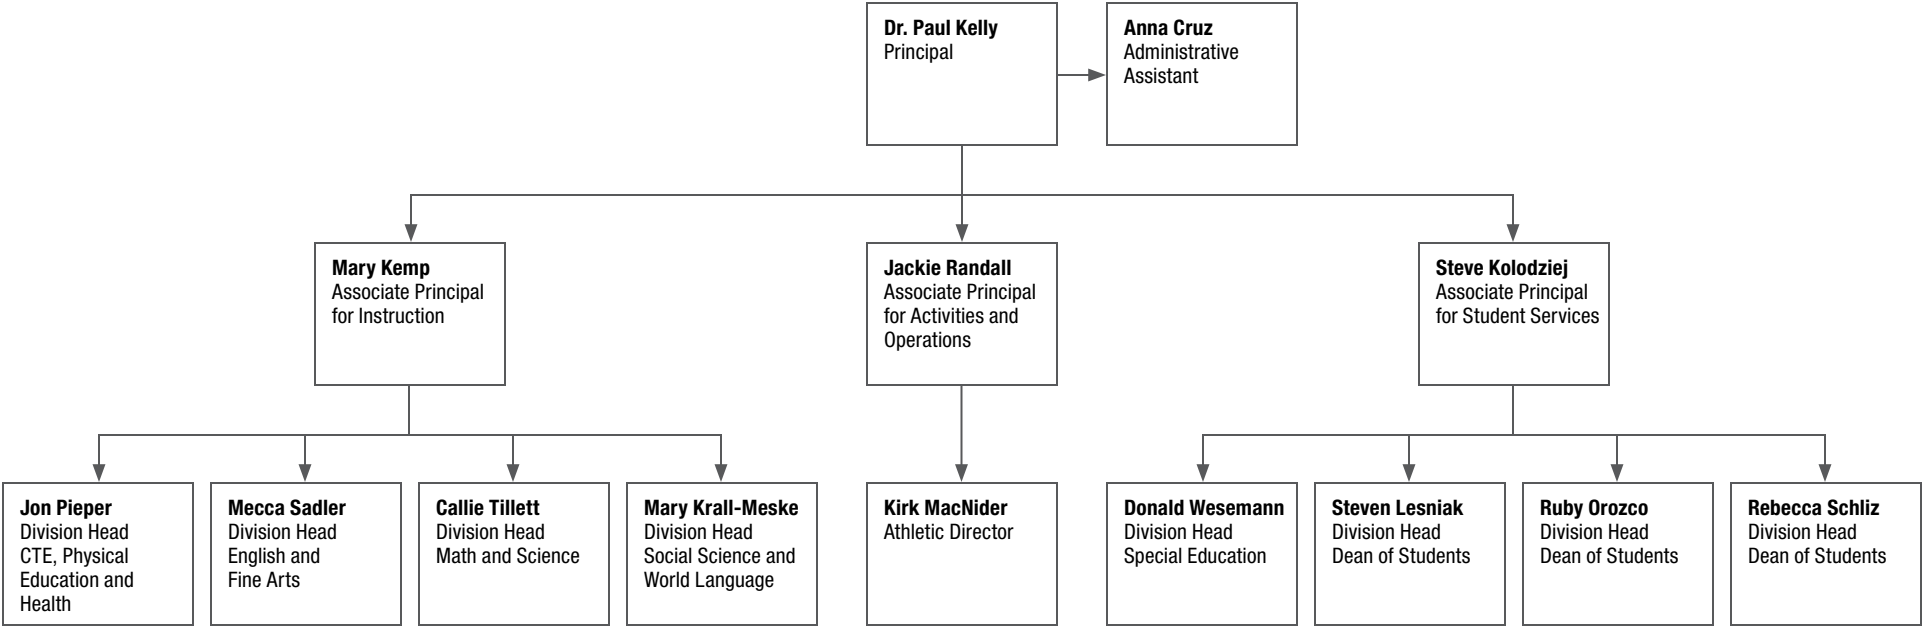 Dr. Paul Kelly
Principal
Anna Cruz
Administrative
Assistant
Mary Kemp
Associate Principal
for Instruction
Jackie Randall
Associate Principal
for Activities and
Operations
Steve Kolodziej
Associate Principal
for Student Services
Jon Pieper
Division Head
CTE, Physical
Education and
Health
Mecca Sadler
Division Head
English and
Fine Arts
Callie Tillett
Division Head
Math and Science
Mary Krall-Meske
Division Head
Social Science and
World Language
Kirk MacNider
Athletic Director
Donald Wesemann
Division Head
Special Education
Steven Lesniak
Division Head
Dean of Students
Ruby Orozco
Division Head
Dean of Students
Rebecca Schliz
Division Head
Dean of Students